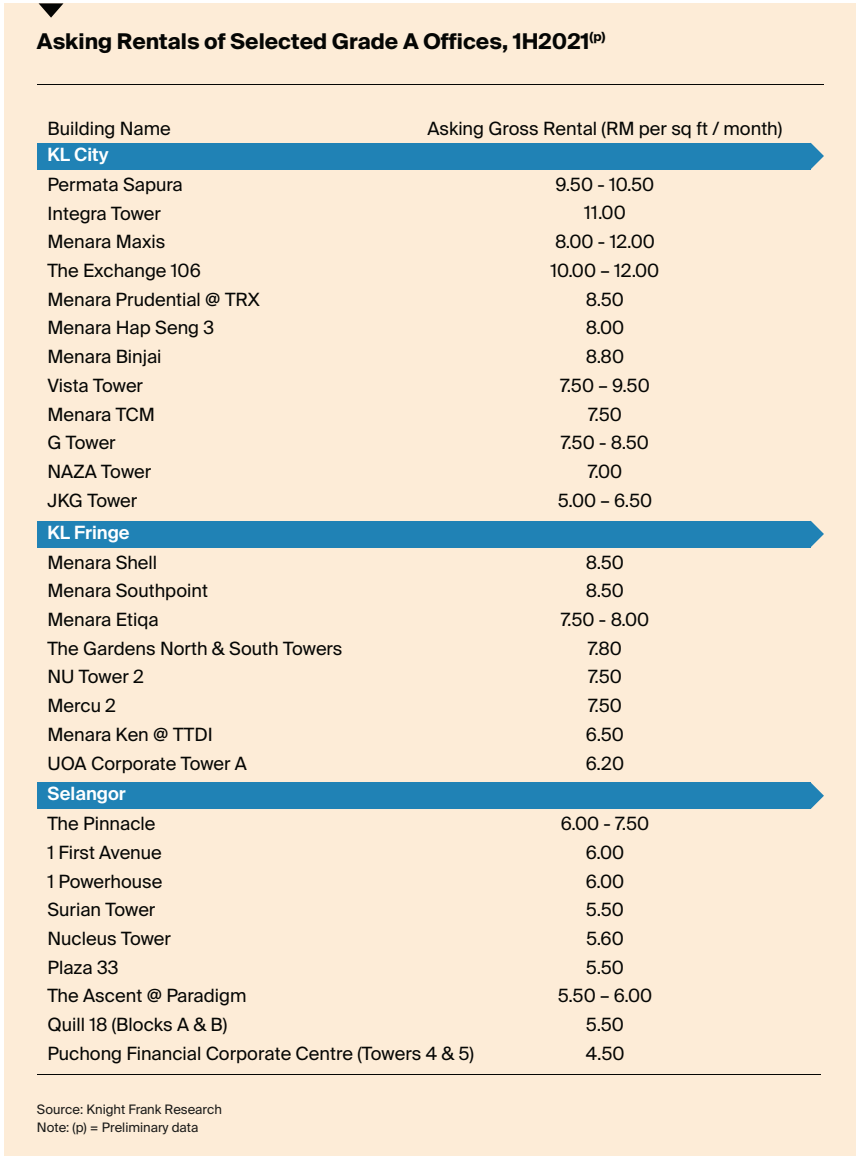 Asking Rentals of Selected Grade A Offices, 1H2021(p)
Building Name Asking Gross Rental (RM per sq ft / month)
KL City
Permata Sapura 9.50 - 10.50
Integra Tower 11.00
Menara Maxis 8.00 - 12.00
The Exchange 106 10.00 – 12.00
Menara Prudential @ TRX 8.50
Menara Hap Seng 3 8.00
Menara Binjai 8.80
Vista Tower 7.50 – 9.50
Menara TCM 7.50
G Tower 7.50 - 8.50
NAZA Tower 7.00
JKG Tower 5.00 – 6.50
KL Fringe
Menara Shell 8.50
Menara Southpoint 8.50
Menara Etiqa 7.50 - 8.00
The Gardens North & South Towers 7.80
NU Tower 2 7.50
Mercu 2 7.50
Menara Ken @ TTDI 6.50
UOA Corporate Tower A 6.20
Selangor
The Pinnacle 6.00 - 7.50
1 First Avenue 6.00
1 Powerhouse 6.00
Surian Tower 5.50
Nucleus Tower 5.60
Plaza 33 5.50
The Ascent @ Paradigm 5.50 – 6.00
Quill 18 (Blocks A & B) 5.50
Puchong Financial Corporate Centre (Towers 4 & 5) 4.50
Source: Knight Frank Research
Note: (p) = Preliminary data